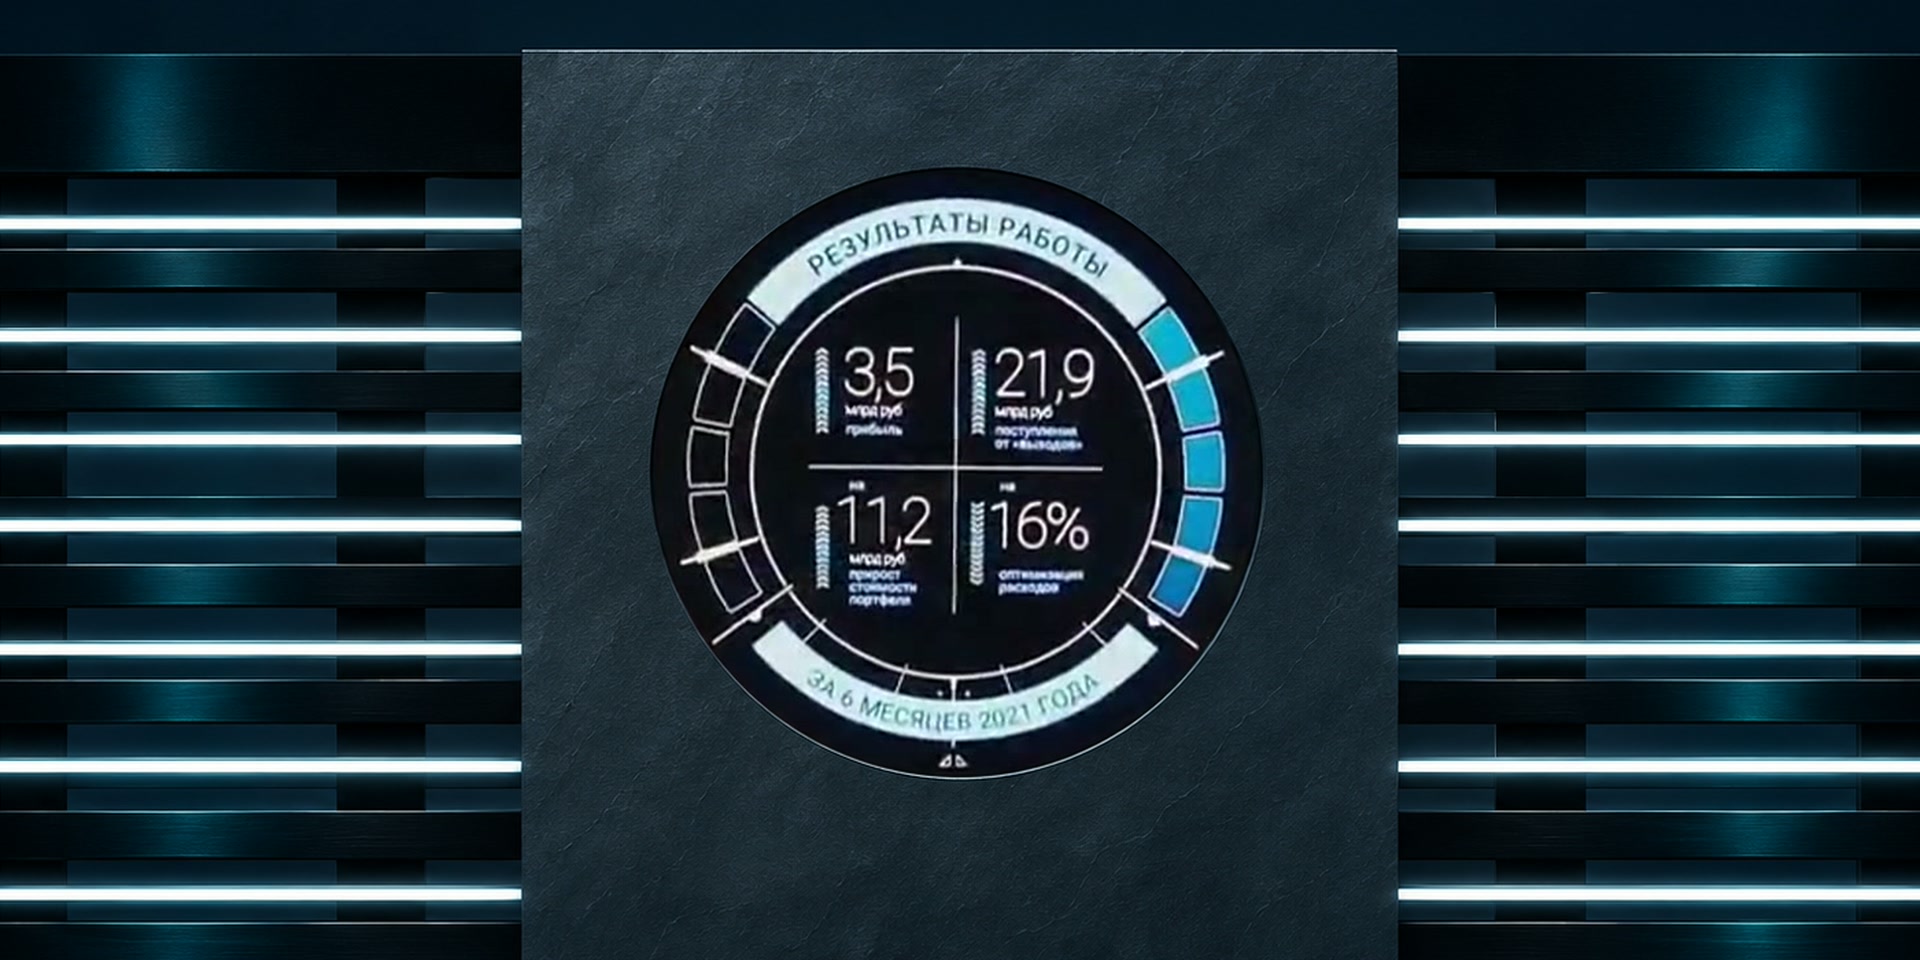 РЕЗУЛЬТАТЫ РАБОТЫ
3,5
млрд руб
прибыль
21,9
млрд руб
поступления
от «выходов»
на
11,2
млрд руб
прирост
стоимости
портфеля
на
16%
оптимизация
расходов
ЗА 6 МЕСЯЦЕВ 2021 ГОДА